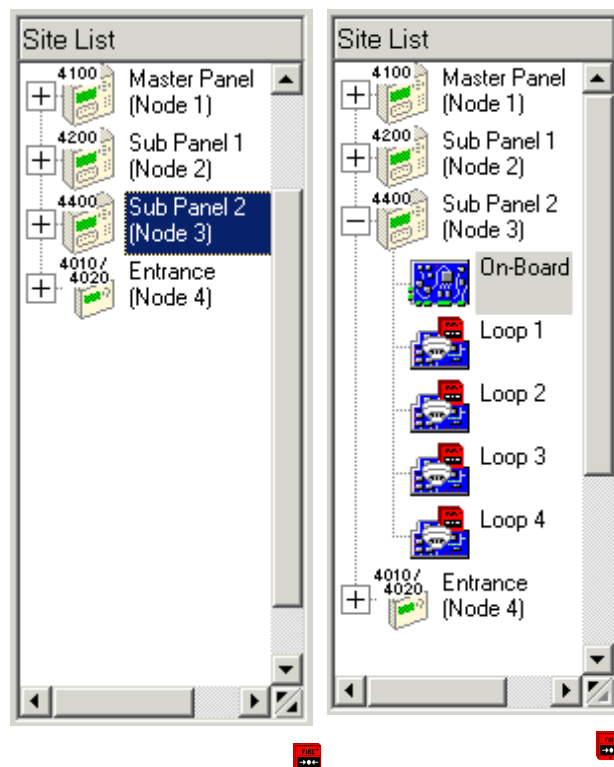 Site List
4100
Master Panel
(Node 1)
4200
Sub Panel 1
(Node 2)
4400
Sub Panel 2
(Node 3)
4010/
4020
Entrance
(Node 4)
Site List
4100
Master Panel
(Node 1)
4200
Sub Panel 1
(Node 2)
4400
Sub Panel 2
(Node 3)
On-Board
Loop 1
Loop 2
Loop 3
Loop 4
4010/
4020
Entrance
(Node 4)
FIRE